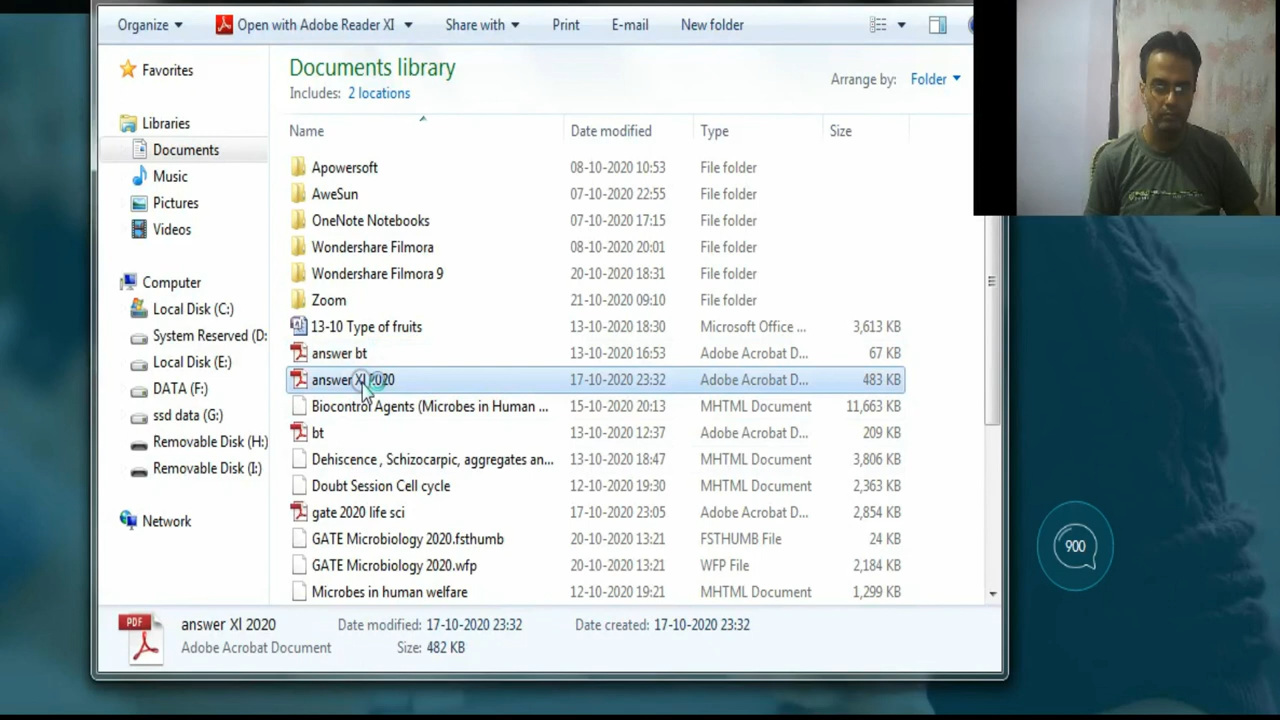 Organize Open with Adobe Reader XI Share with Print E-mail New folder
Favorites
Libraries
Documents
Music
Pictures
Videos
Computer
Local Disk (C:)
System Reserved (D:
Local Disk (E:)
DATA (F:)
ssd data (G:)
Removable Disk (H:)
Removable Disk (I:)
Network
Documents library
Includes: 2 locations
Arrange by: Folder
Name Date modified Type Size
Apowersoft 08-10-2020 10:53 File folder
AweSun 07-10-2020 22:55 File folder
OneNote Notebooks 07-10-2020 17:15 File folder
Wondershare Filmora 08-10-2020 20:01 File folder
Wondershare Filmora 9 20-10-2020 18:31 File folder
Zoom 21-10-2020 09:10 File folder
13-10 Type of fruits 13-10-2020 18:30 Microsoft Office ... 3,613 KB
answer bt 13-10-2020 16:53 Adobe Acrobat D... 67 KB
answer Xl 2020 17-10-2020 23:32 Adobe Acrobat D... 483 KB
Biocontrol Agents (Microbes in Human ... 15-10-2020 20:13 MHTML Document 11,663 KB
bt 13-10-2020 12:37 Adobe Acrobat D... 209 KB
Dehiscence , Schizocarpic, aggregates an... 13-10-2020 18:47 MHTML Document 3,806 KB
Doubt Session Cell cycle 12-10-2020 19:30 MHTML Document 2,363 KB
gate 2020 life sci 17-10-2020 23:05 Adobe Acrobat D... 2,854 KB
GATE Microbiology 2020.fsthumb 20-10-2020 13:21 FSTHUMB File 24 KB
GATE Microbiology 2020.wfp 20-10-2020 13:21 WFP File 2,184 KB
Microbes in human welfare 12-10-2020 19:21 MHTML Document 1,299 KB
PDF
answer Xl 2020 Date modified: 17-10-2020 23:32 Date created: 17-10-2020 23:32
Adobe Acrobat Document Size: 482 KB
900